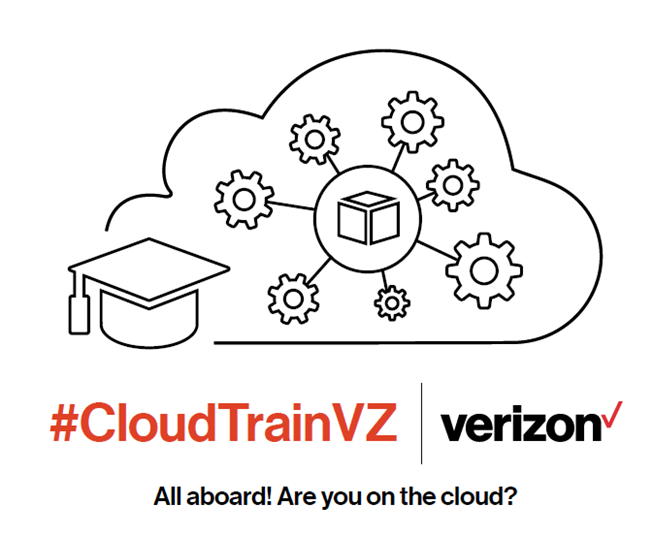 #CloudTrainVZ
verizon✓
All aboard! Are you on the cloud?